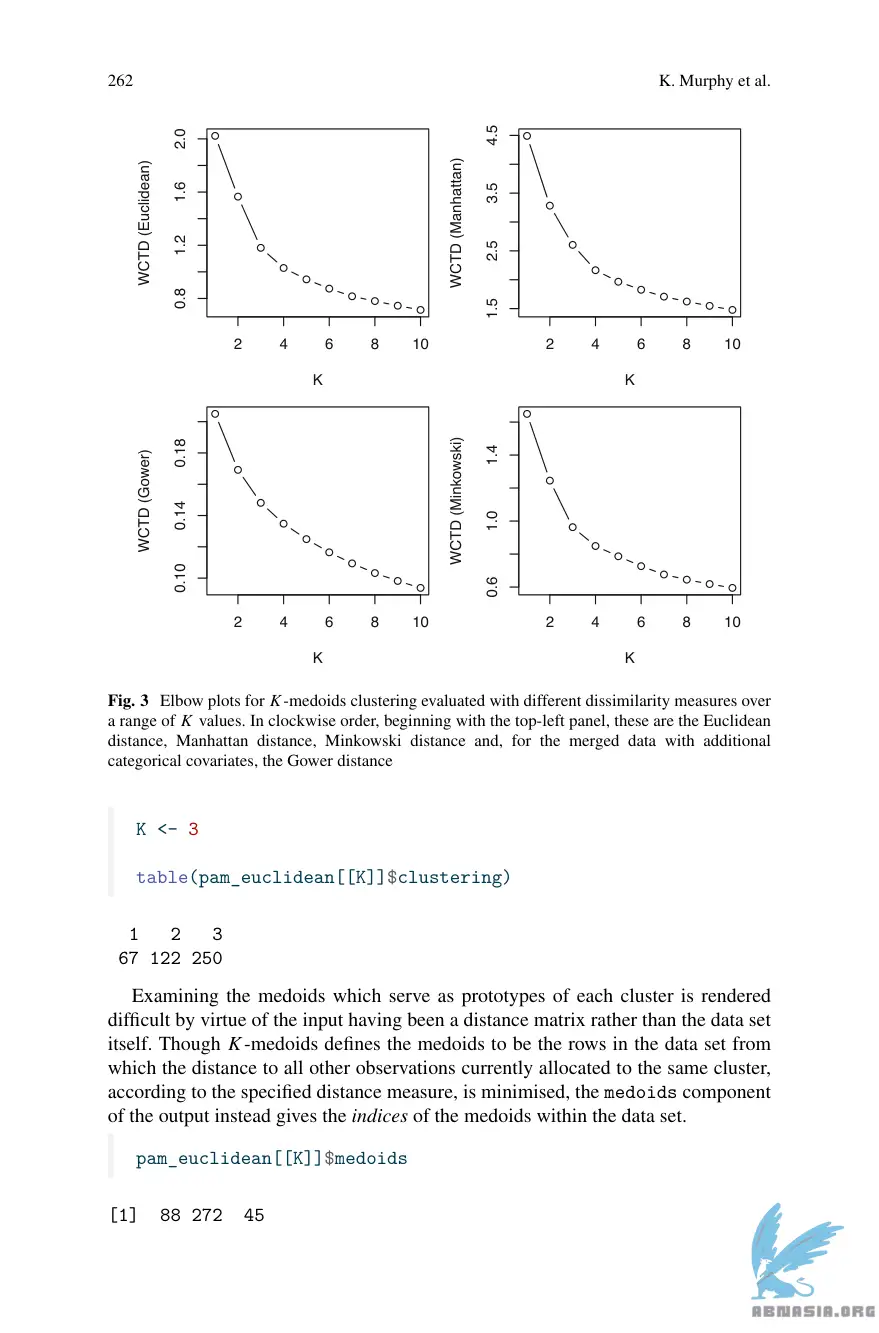 262
K. Murphy et al.
WCTD (Euclidean)
0.8 1.2 1.6 2.0
2 4 6 8 10
K
WCTD (Manhattan)
1.5 2.5 3.5 4.5
2 4 6 8 10
K
WCTD (Gower)
0.10 0.14 0.18
2 4 6 8 10
K
WCTD (Minkowski)
0.6 1.0 1.4
2 4 6 8 10
K
Fig. 3 Elbow plots for K-medoids clustering evaluated with different dissimilarity measures over
a range of K values. In clockwise order, beginning with the top-left panel, these are the Euclidean
distance, Manhattan distance, Minkowski distance and, for the merged data with additional
categorical covariates, the Gower distance
K <- 3
table(pam_euclidean[[K]]$clustering)
1 2 3
67 122 250
Examining the medoids which serve as prototypes of each cluster is rendered
difficult by virtue of the input having been a distance matrix rather than the data set
itself. Though K-medoids defines the medoids to be the rows in the data set from
which the distance to all other observations currently allocated to the same cluster,
according to the specified distance measure, is minimised, the medoids component
of the output instead gives the indices of the medoids within the data set.
pam_euclidean[[K]]$medoids
[1] 88 272 45
ABNASIA.ORG